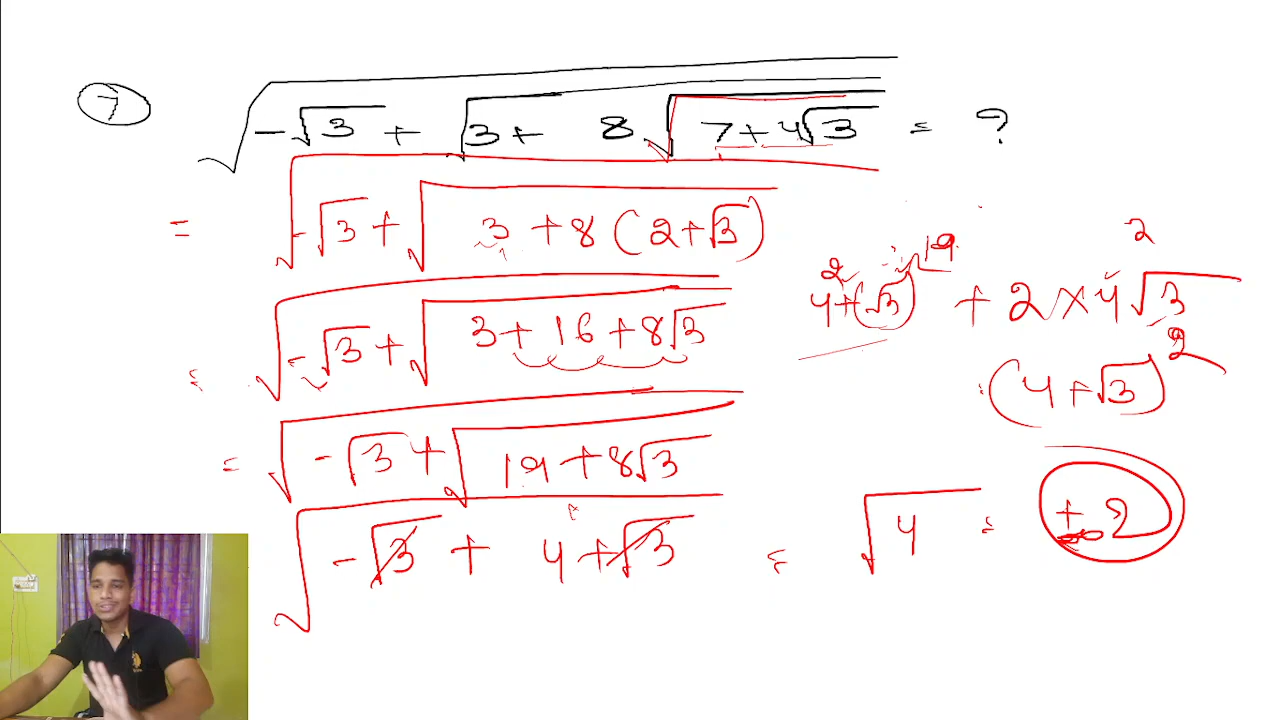 ⑦ √(-√3 + √(3 + 8√(7+4√3))) = ?
= √(-√3 + √(3 + 8(2+√3)))
= √(-√3 + √(3 + 16 + 8√3))
= √(-√3 + √(19 + 8√3))
√(-√3 + 4 + √3) = √4 = +2
19
4² + (√3)² + 2 × 4√3
= (4 + √3)²